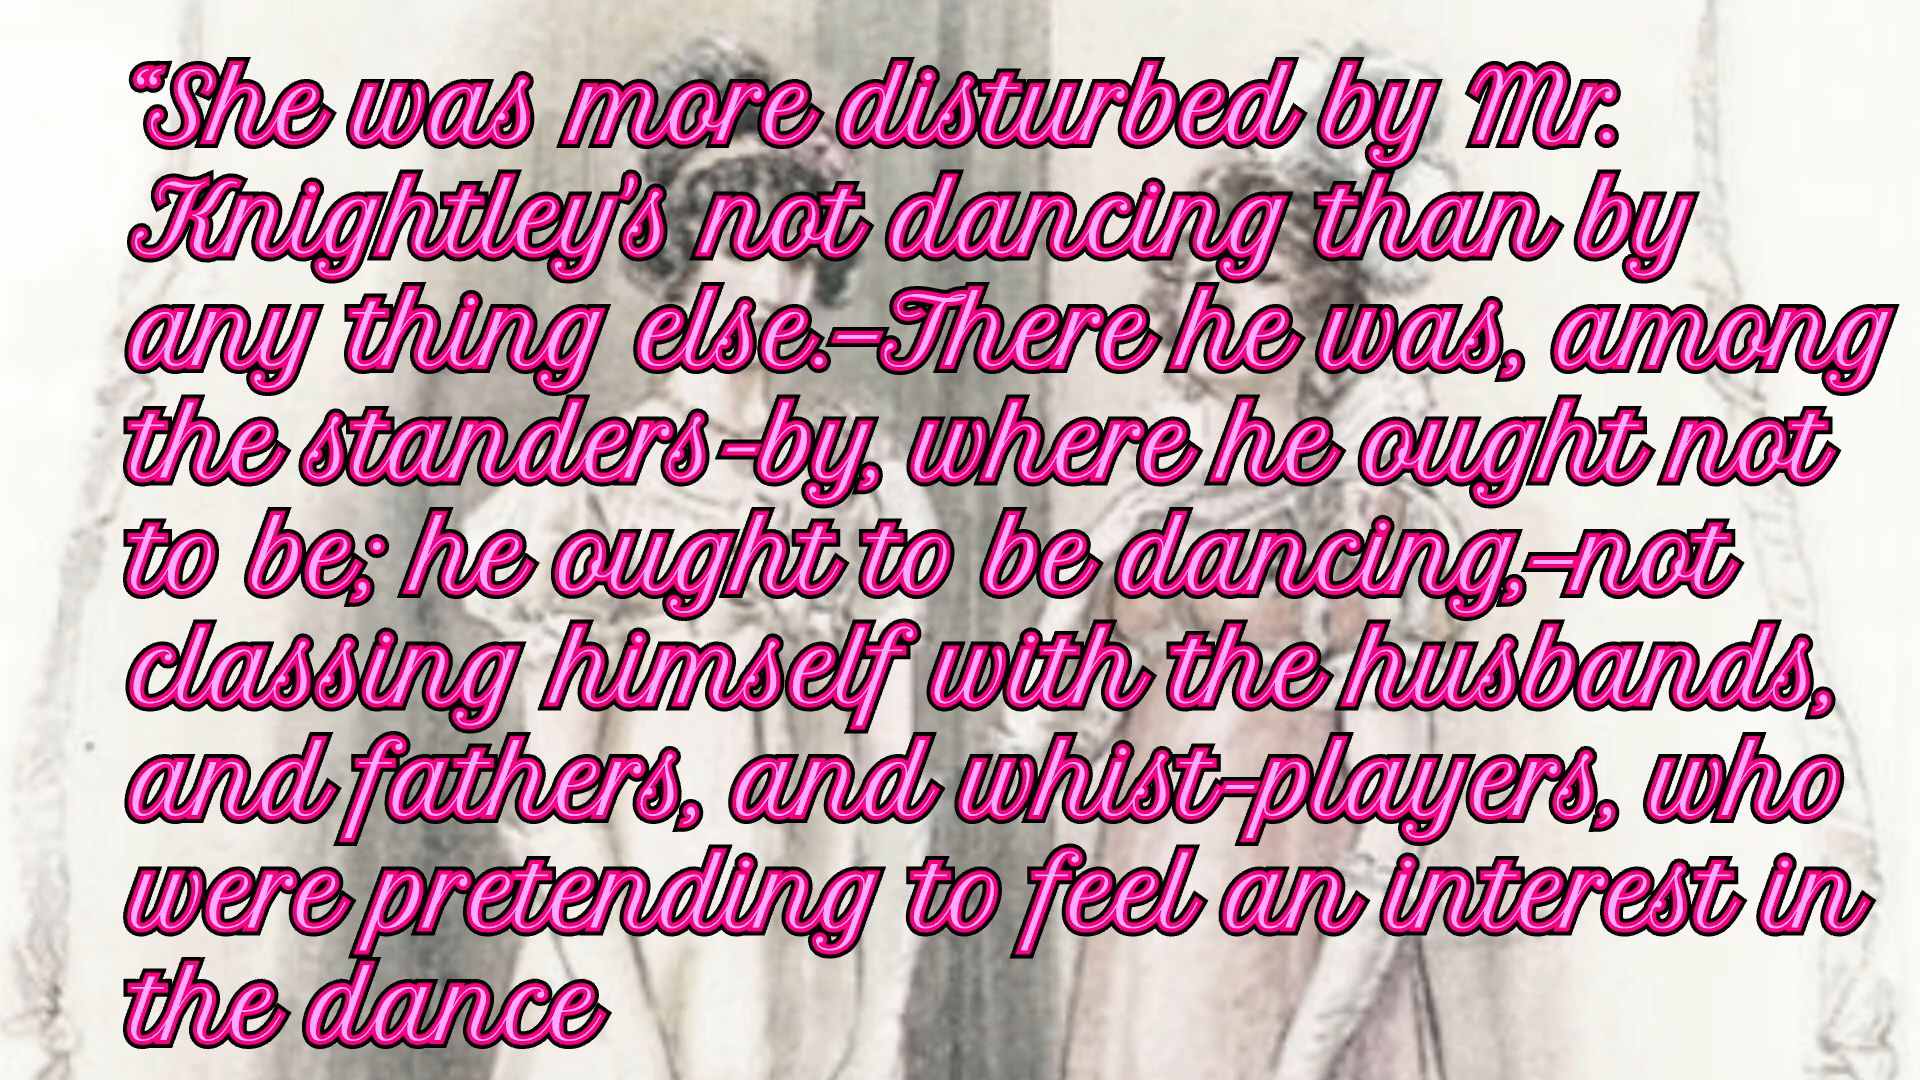 “She was more disturbed by Mr.
Knightley’s not dancing than by
any thing else.—There he was, among
the standers-by, where he ought not
to be; he ought to be dancing,—not
classing himself with the husbands,
and fathers, and whist-players, who
were pretending to feel an interest in
the dance